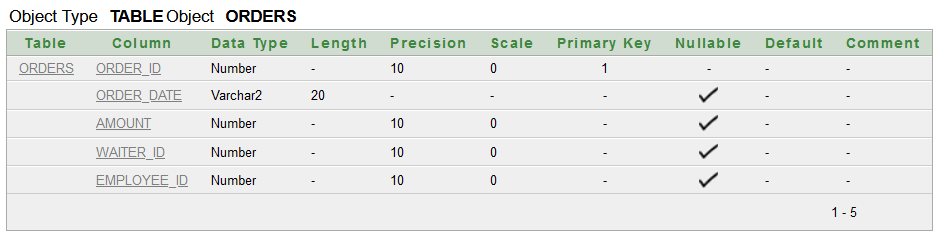 Object Type TABLE Object ORDERS
Table Column Data Type Length Precision Scale Primary Key Nullable Default Comment
ORDERS ORDER_ID Number - 10 0 1 - - -
ORDER_DATE Varchar2 20 - - - - -
AMOUNT Number - 10 0 - - -
WAITER_ID Number - 10 0 - - -
EMPLOYEE_ID Number - 10 0 - - -
1 - 5